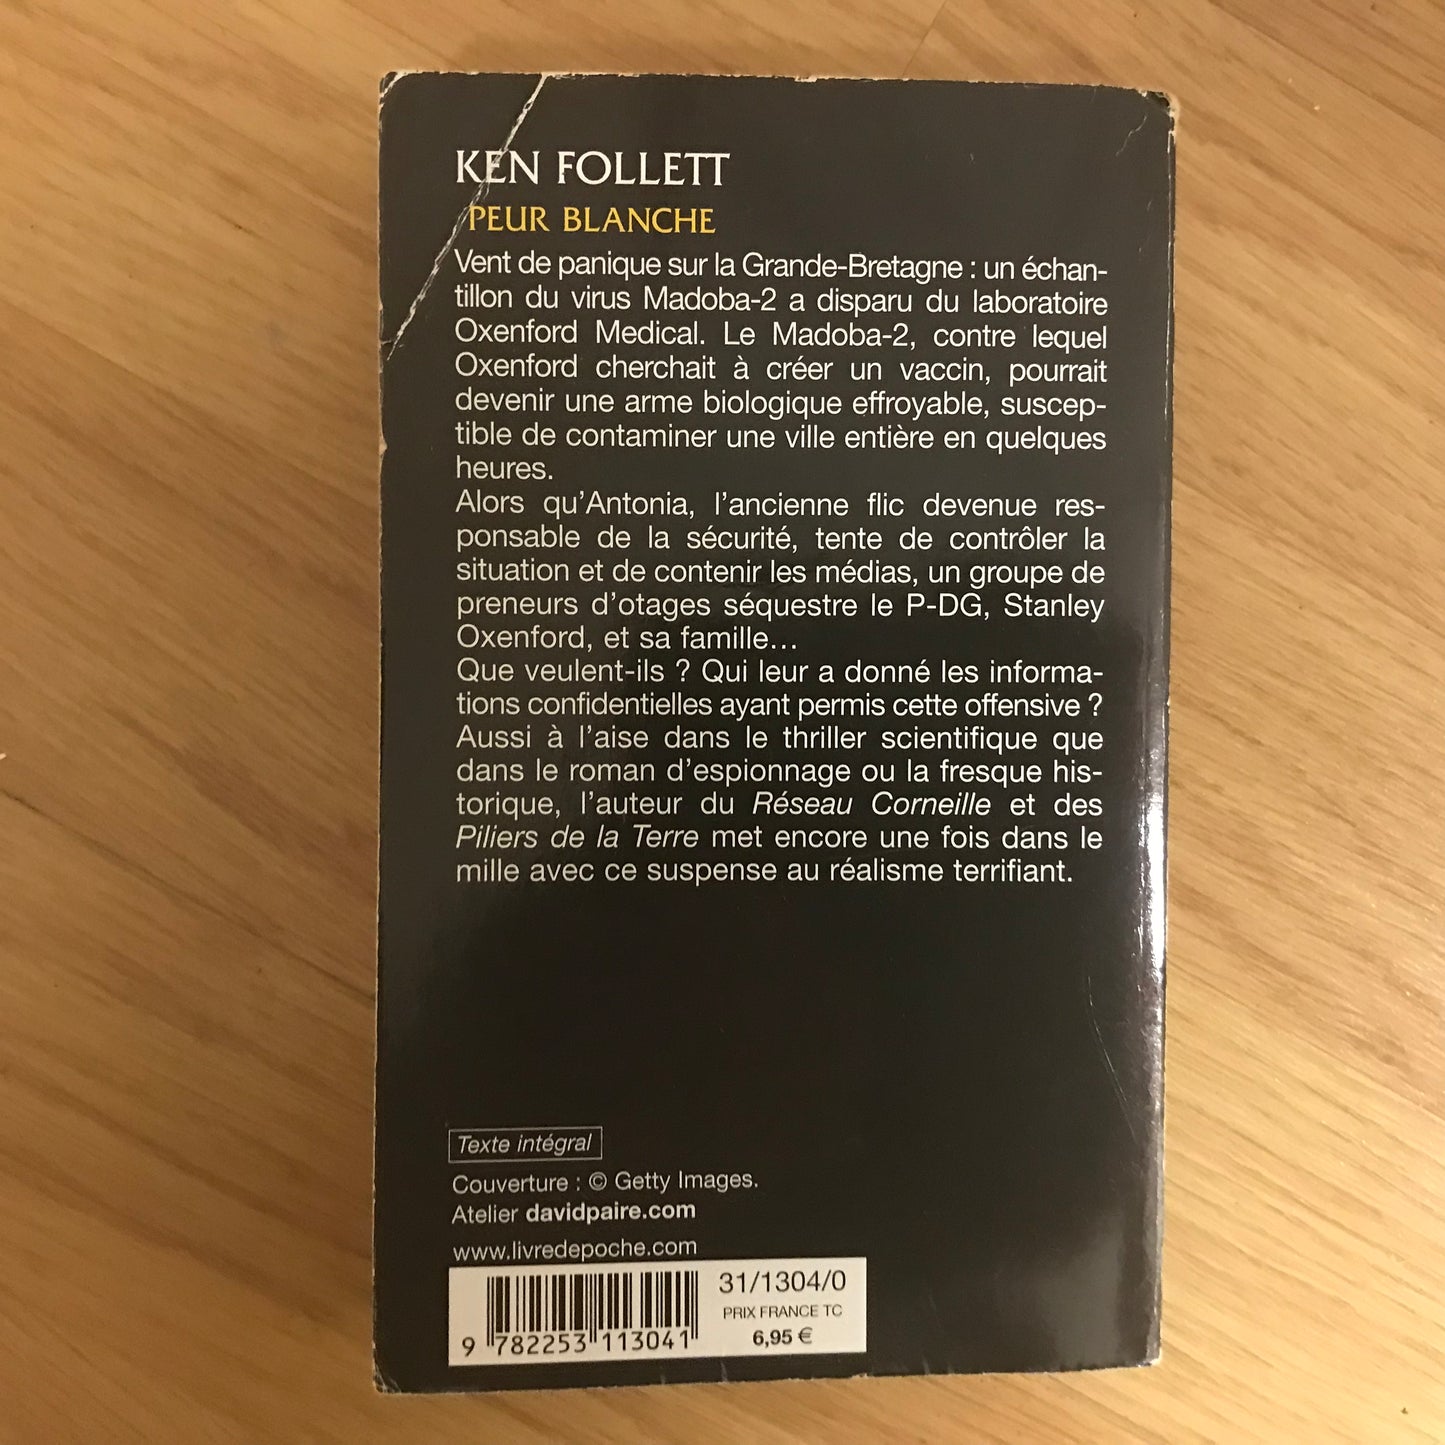 KEN FOLLETT
PEUR BLANCHE
Vent de panique sur la Grande-Bretagne : un échan-
tillon du virus Madoba-2 a disparu du laboratoire
Oxenford Medical. Le Madoba-2, contre lequel
Oxenford cherchait à créer un vaccin, pourrait
devenir une arme biologique effroyable, suscep-
tible de contaminer une ville entière en quelques
heures.
Alors qu'Antonia, l'ancienne flic devenue res-
ponsable de la sécurité, tente de contrôler la
situation et de contenir les médias, un groupe de
preneurs d'otages séquestre le P-DG, Stanley
Oxenford, et sa famille...
Que veulent-ils ? Qui leur a donné les informa-
tions confidentielles ayant permis cette offensive ?
Aussi à l'aise dans le thriller scientifique que
dans le roman d'espionnage ou la fresque his-
torique, l'auteur du Réseau Corneille et des
Piliers de la Terre met encore une fois dans le
mille avec ce suspense au réalisme terrifiant.
Texte intégral
Couverture : © Getty Images.
Atelier davidpaire.com
www.livredepoche.com
31/1304/0
PRIX FRANCE TC
6,95 €
9 782253 113041